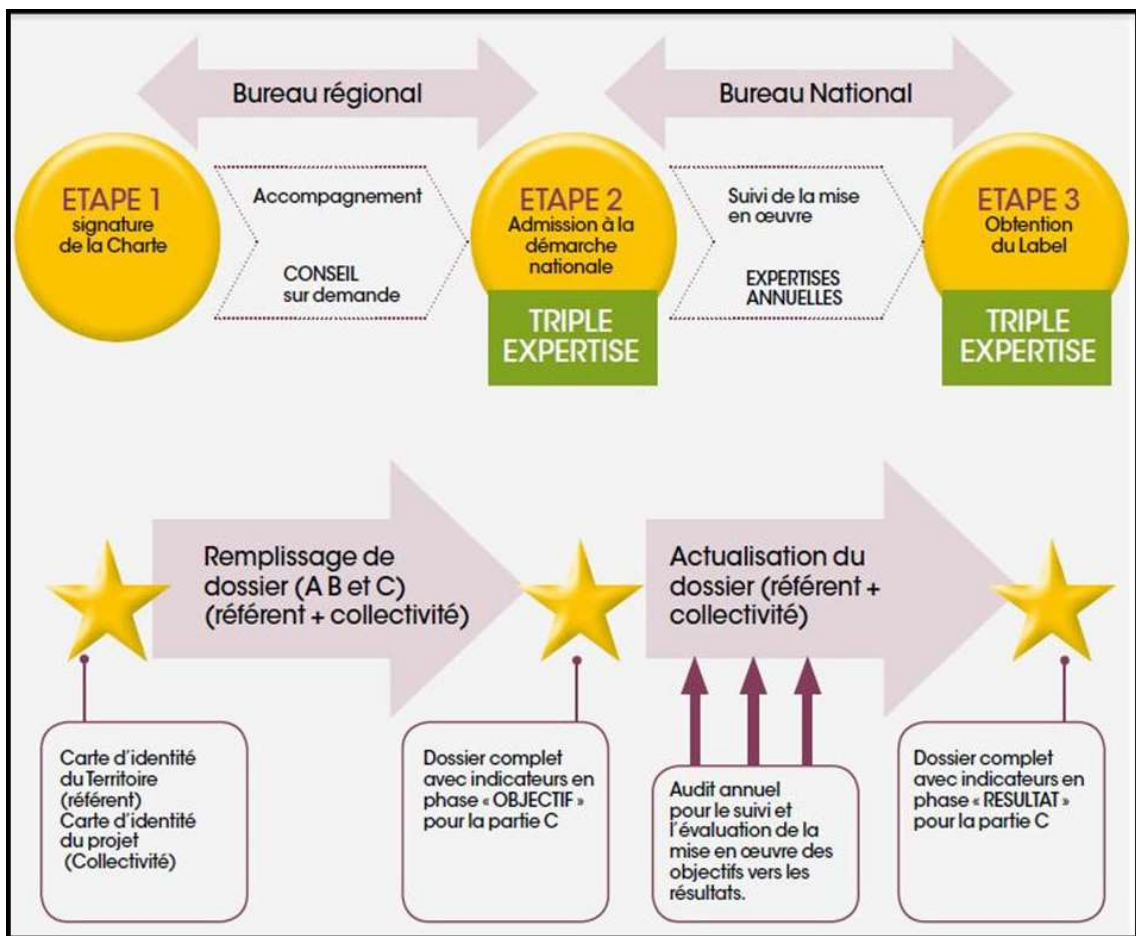 Bureau régional
Bureau National
ETAPE 1
signature
de la Charte
Accompagnement
CONSEIL
sur demande
ETAPE 2
Admission à la
démarche
nationale
TRIPLE
EXPERTISE
Suivi de la mise
en œuvre
EXPERTISES
ANNUELLES
ETAPE 3
Obtention
du Label
TRIPLE
EXPERTISE
Remplissage de
dossier (A B et C)
(référent + collectivité)
Actualisation du
dossier (référent +
collectivité)
Carte d'identité
du Territoire
(référent)
Carte d'identité
du projet
(Collectivité)
Dossier complet
avec indicateurs en
phase « OBJECTIF »
pour la partie C
Audit annuel
pour le suivi et
l'évaluation de la
mise en œuvre des
objectifs vers les
résultats.
Dossier complet
avec indicateurs en
phase « RESULTAT »
pour la partie C